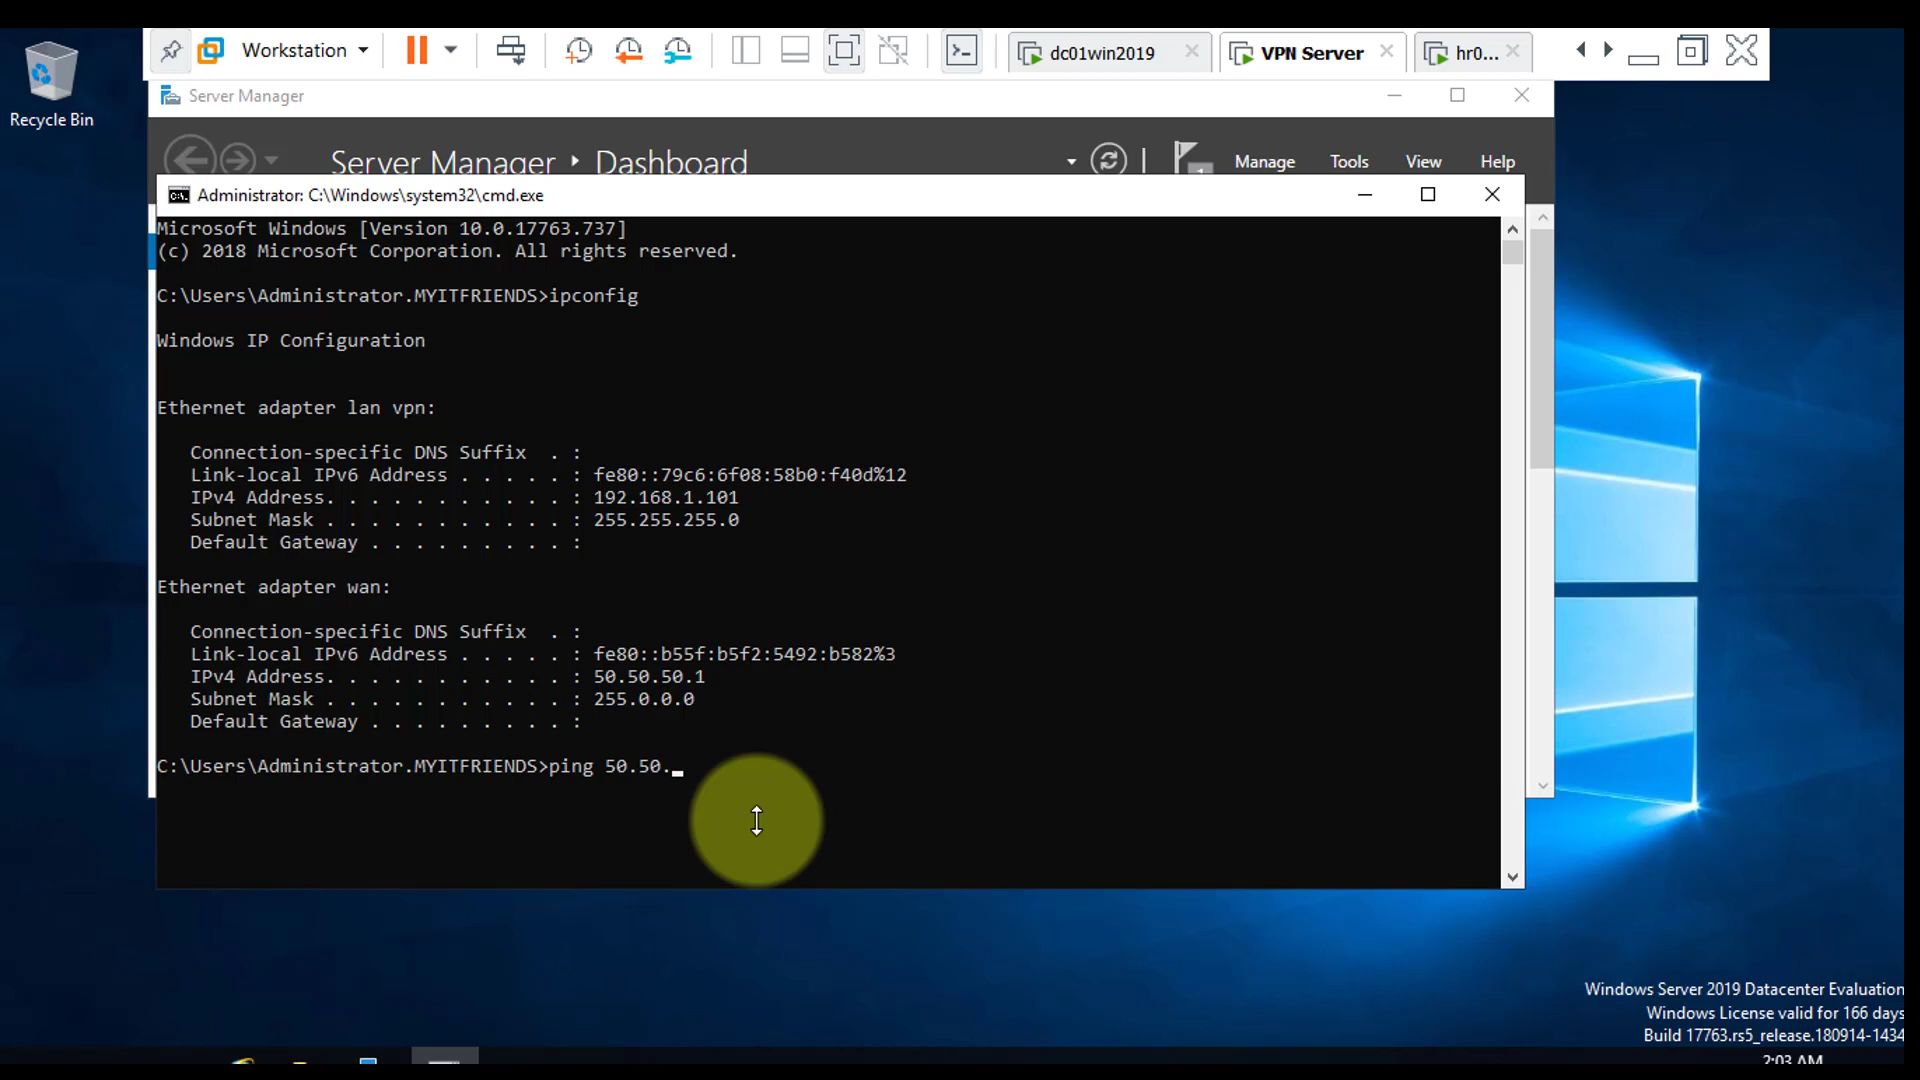 Workstation
dc01win2019
VPN Server
hr0...
Recycle Bin
Server Manager
Server Manager
Dashboard
Manage
Tools
View
Help
Administrator: C:\Windows\system32\cmd.exe
Microsoft Windows [Version 10.0.17763.737]
(c) 2018 Microsoft Corporation. All rights reserved.
C:\Users\Administrator.MYITFRIENDS>ipconfig
Windows IP Configuration
Ethernet adapter lan vpn:
Connection-specific DNS Suffix . :
Link-local IPv6 Address . . . . . : fe80::79c6:6f08:58b0:f40d%12
IPv4 Address. . . . . . . . . . . : 192.168.1.101
Subnet Mask . . . . . . . . . . . : 255.255.255.0
Default Gateway . . . . . . . . . :
Ethernet adapter wan:
Connection-specific DNS Suffix . :
Link-local IPv6 Address . . . . . : fe80::b55f:b5f2:5492:b582%3
IPv4 Address. . . . . . . . . . . : 50.50.50.1
Subnet Mask . . . . . . . . . . . : 255.0.0.0
Default Gateway . . . . . . . . . :
C:\Users\Administrator.MYITFRIENDS>ping 50.50._
Windows Server 2019 Datacenter Evaluation
Windows License valid for 166 days
Build 17763.rs5_release.180914-1434
2:03 AM